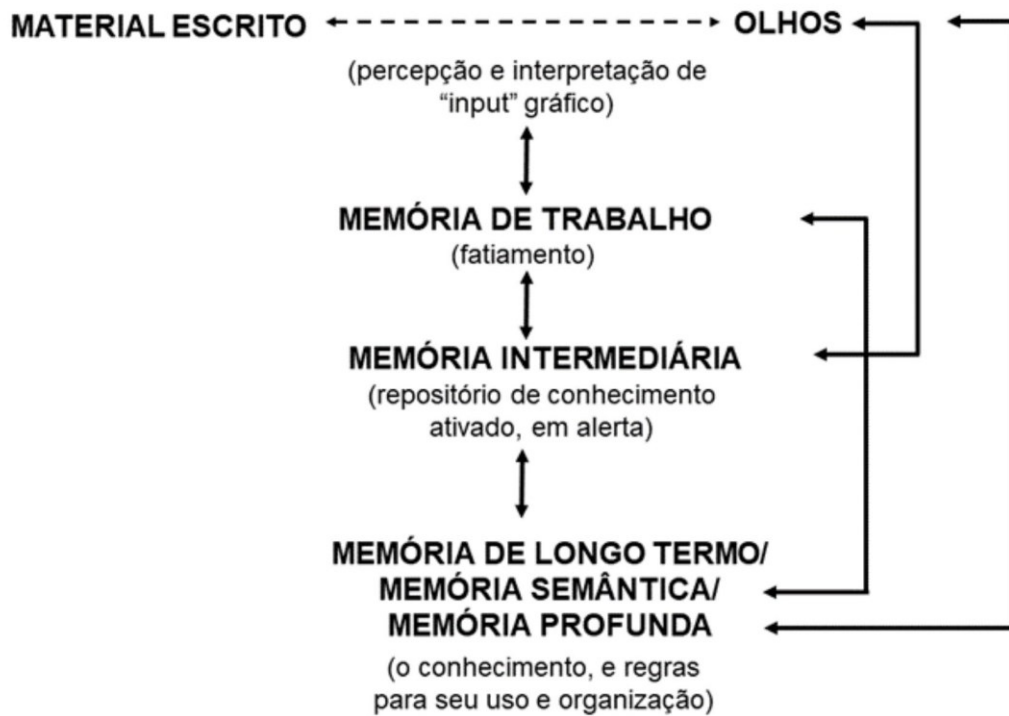 MATERIAL ESCRITO OLHOS
(percepção e interpretação de
“input” gráfico)
MEMÓRIA DE TRABALHO
(fatiamento)
MEMÓRIA INTERMEDIÁRIA
(repositório de conhecimento
ativado, em alerta)
MEMÓRIA DE LONGO TERMO/
MEMÓRIA SEMÂNTICA/
MEMÓRIA PROFUNDA
(o conhecimento, e regras
para seu uso e organização)